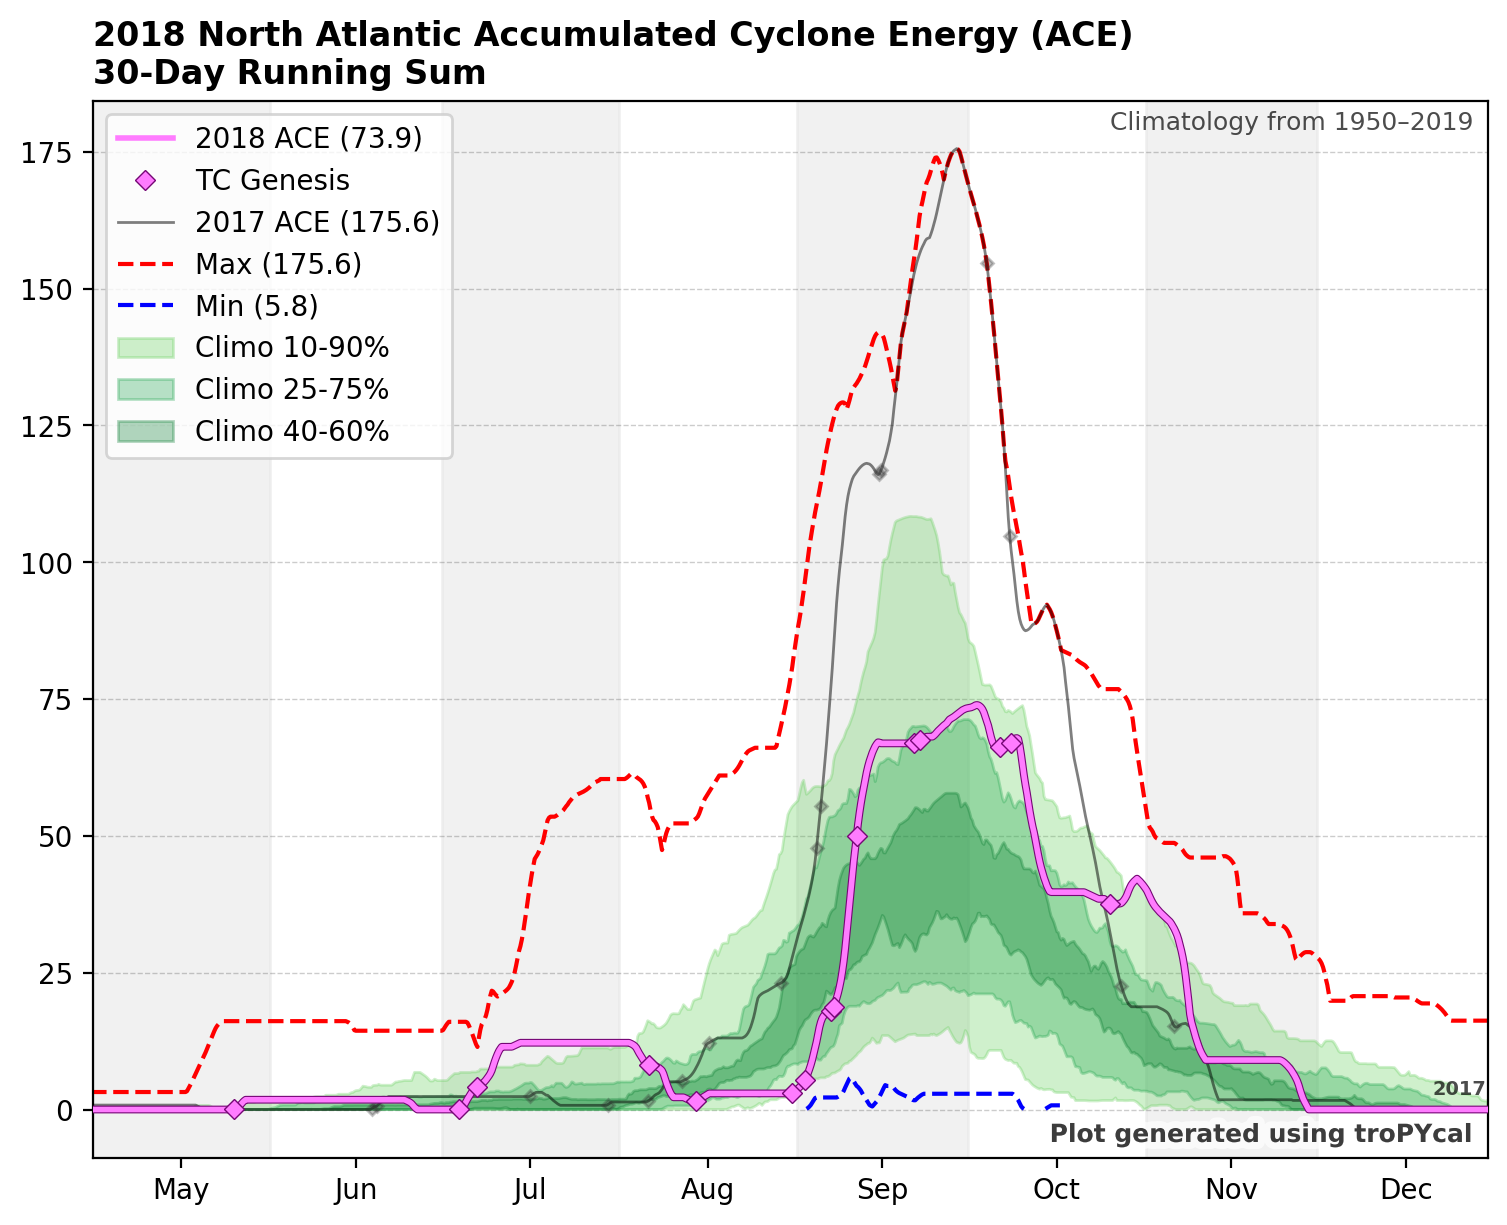 2018 North Atlantic Accumulated Cyclone Energy (ACE)
30-Day Running Sum
Climatology from 1950–2019
2018 ACE (73.9)
TC Genesis
2017 ACE (175.6)
Max (175.6)
Min (5.8)
Climo 10-90%
Climo 25-75%
Climo 40-60%
175
150
125
100
75
50
25
0
2017
Plot generated using troPYcal
May Jun Jul Aug Sep Oct Nov Dec